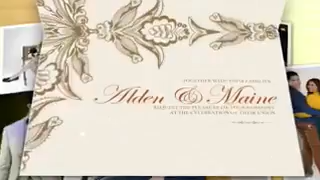 TOGETHER WITH THEIR FAMILIES
Alden & Maine
REQUEST THE PLEASURE OF YOUR COMPANY
AT THE CELEBRATION OF THEIR UNION